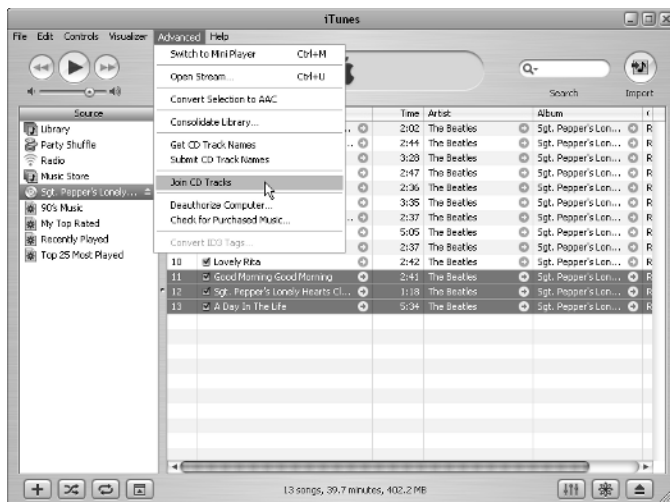 iTunes
File Edit Controls Visualizer Advanced Help
Switch to Mini Player Ctrl+M
Open Stream... Ctrl+U
Convert Selection to AAC
Consolidate Library...
Get CD Track Names
Submit CD Track Names
Join CD Tracks
Deauthorize Computer...
Check for Purchased Music...
Convert ID3 Tags...
Q-
Search
Import
Source
Library
Party Shuffle
Radio
Music Store
Sgt. Pepper's Lonely...
90's Music
My Top Rated
Recently Played
Top 25 Most Played
Time Artist Album
2:02 The Beatles Sgt. Pepper's Lon... R
2:44 The Beatles Sgt. Pepper's Lon... R
3:28 The Beatles Sgt. Pepper's Lon... R
2:47 The Beatles Sgt. Pepper's Lon... R
2:36 The Beatles Sgt. Pepper's Lon... R
3:35 The Beatles Sgt. Pepper's Lon... R
2:37 The Beatles Sgt. Pepper's Lon... R
5:05 The Beatles Sgt. Pepper's Lon... R
2:37 The Beatles Sgt. Pepper's Lon... R
10 Lovely Rita 2:42 The Beatles Sgt. Pepper's Lon... R
11 Good Morning Good Morning 2:41 The Beatles Sgt. Pepper's Lon... R
12 Sgt. Pepper's Lonely Hearts Cl... 1:18 The Beatles Sgt. Pepper's Lon... R
13 A Day In The Life 5:34 The Beatles Sgt. Pepper's Lon... R
13 songs, 39.7 minutes, 402.2 MB